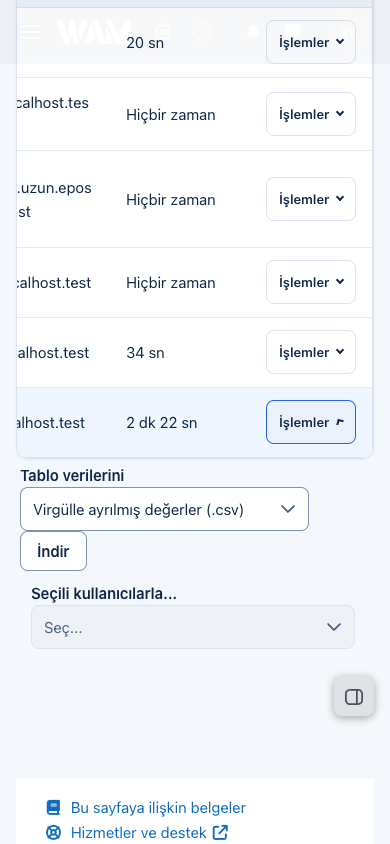 WAM
20 sn İşlemler
calhost.tes
Hiçbir zaman İşlemler
.uzun.epos
st
Hiçbir zaman İşlemler
calhost.test Hiçbir zaman İşlemler
alhost.test 34 sn İşlemler
alhost.test 2 dk 22 sn İşlemler
Tablo verilerini
Virgülle ayrılmış değerler (.csv)
İndir
Seçili kullanıcılarla...
Seç...
Bu sayfaya ilişkin belgeler
Hizmetler ve destek